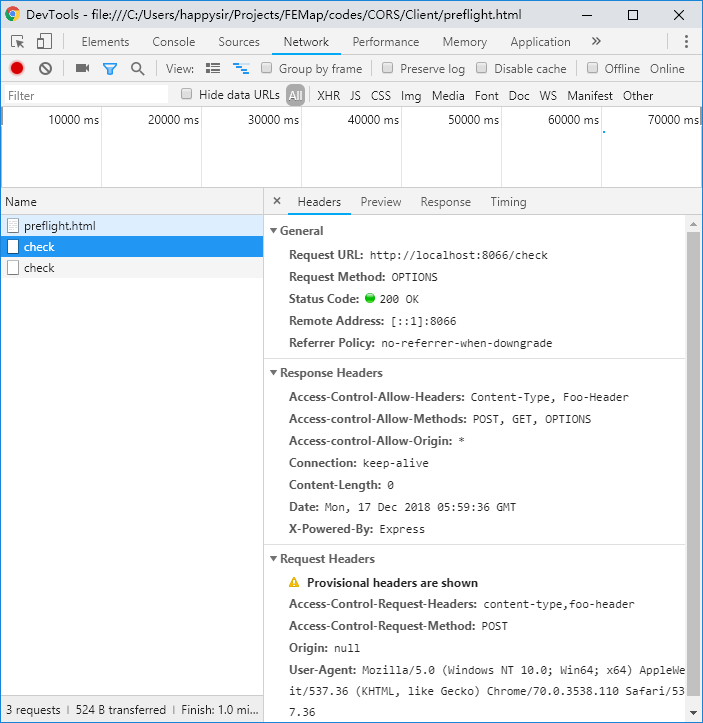 DevTools - file:///C:/Users/happysir/Projects/FEMap/codes/CORS/Client/preflight.html
Elements Console Sources Network Performance Memory Application »
View: Group by frame Preserve log Disable cache Offline Online
Filter Hide data URLs All XHR JS CSS Img Media Font Doc WS Manifest Other
10000 ms 20000 ms 30000 ms 40000 ms 50000 ms 60000 ms 70000 ms
Name
preflight.html
check
check
× Headers Preview Response Timing
General
Request URL: http://localhost:8066/check
Request Method: OPTIONS
Status Code: 200 OK
Remote Address: [::1]:8066
Referrer Policy: no-referrer-when-downgrade
Response Headers
Access-Control-Allow-Headers: Content-Type, Foo-Header
Access-control-Allow-Methods: POST, GET, OPTIONS
Access-control-Allow-Origin: *
Connection: keep-alive
Content-Length: 0
Date: Mon, 17 Dec 2018 05:59:36 GMT
X-Powered-By: Express
Request Headers
Provisional headers are shown
Access-Control-Request-Headers: content-type,foo-header
Access-Control-Request-Method: POST
Origin: null
User-Agent: Mozilla/5.0 (Windows NT 10.0; Win64; x64) AppleWe
it/537.36 (KHTML, like Gecko) Chrome/70.0.3538.110 Safari/53
7.36
3 requests | 524 B transferred | Finish: 1.0 mi...